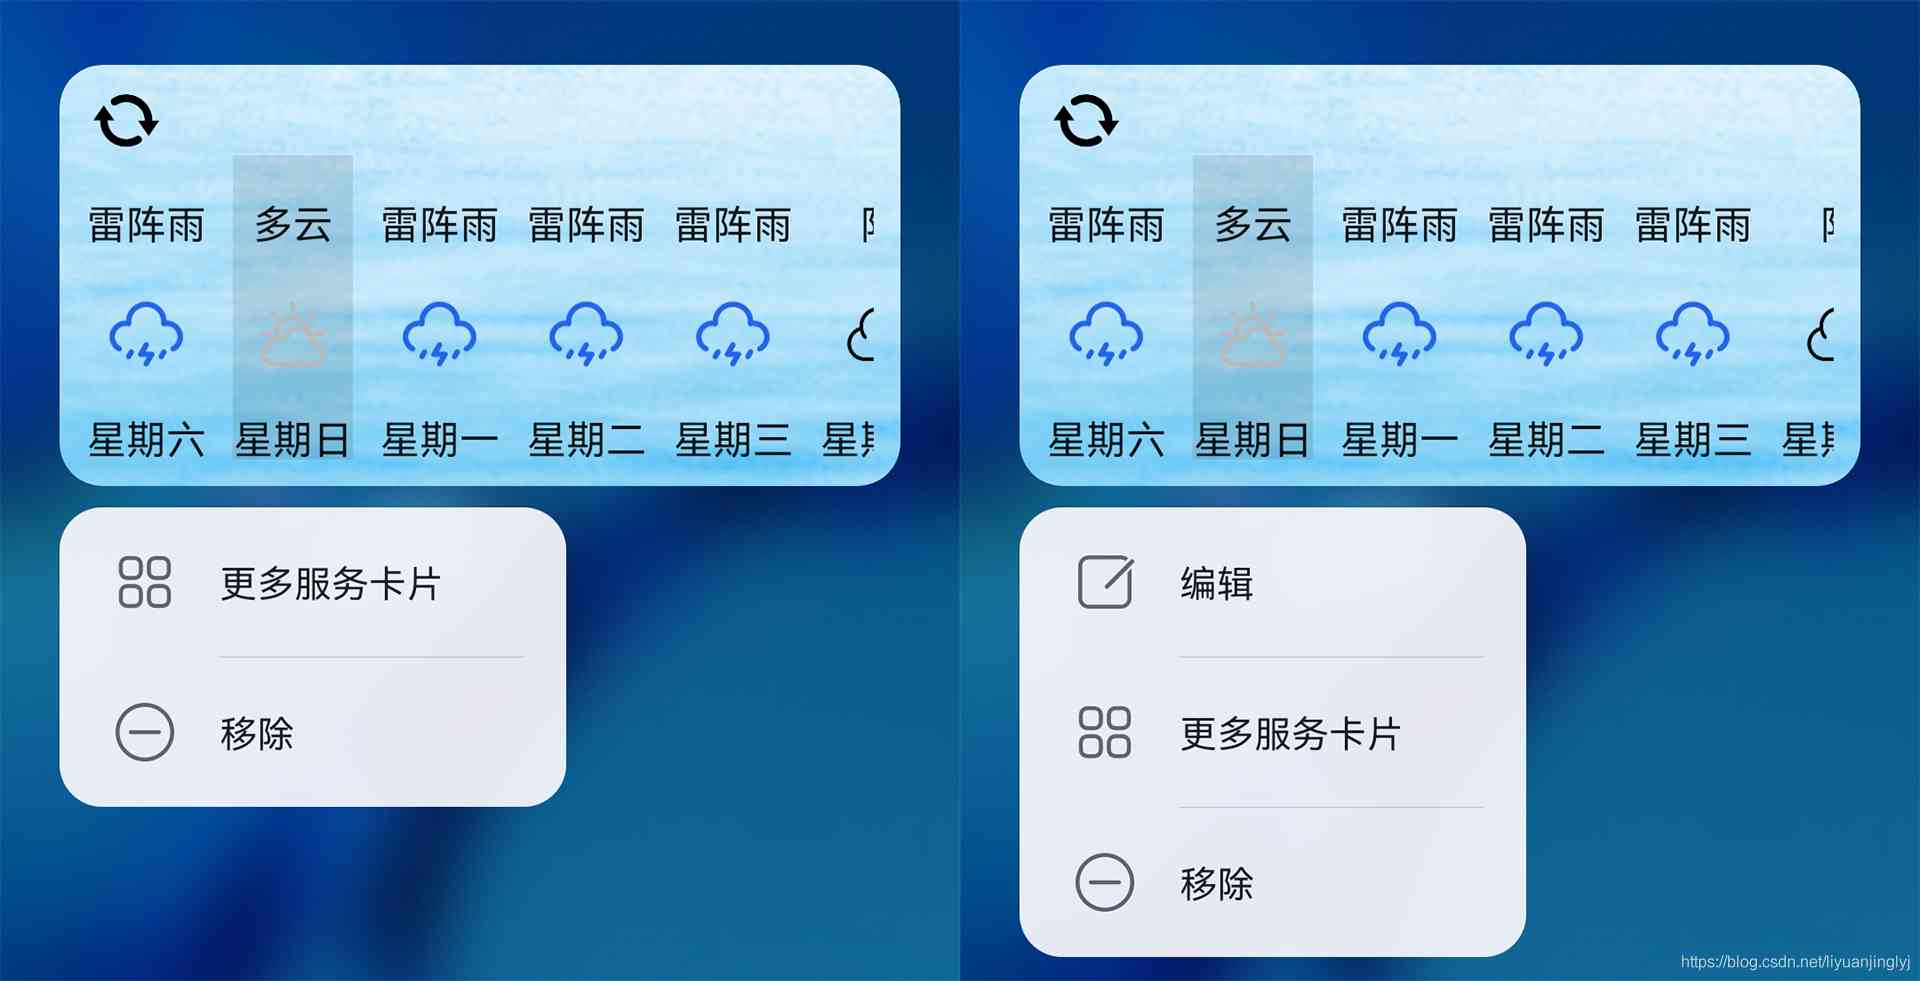 雷阵雨 多云 雷阵雨 雷阵雨 雷阵雨
星期六 星期日 星期一 星期二 星期三 星
更多服务卡片
移除
雷阵雨 多云 雷阵雨 雷阵雨 雷阵雨
星期六 星期日 星期一 星期二 星期三 星
编辑
更多服务卡片
移除
https://blog.csdn.net/liyuanjinglyj